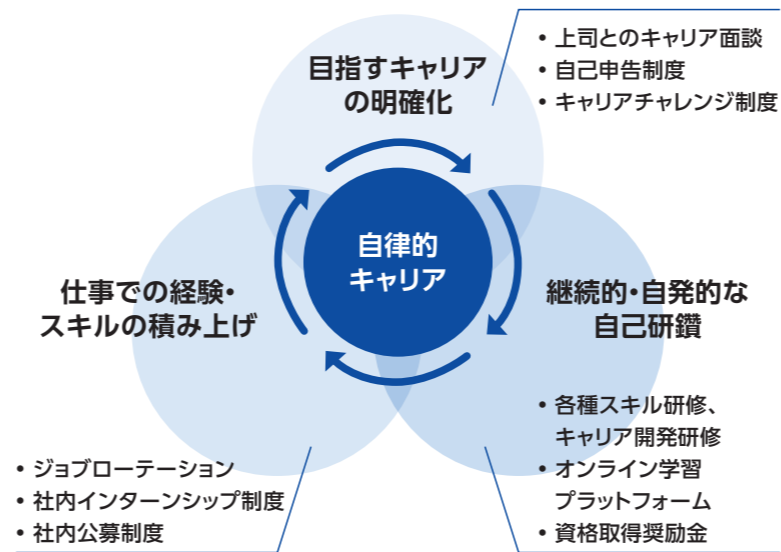 目指すキャリア
の明確化
• 上司とのキャリア面談
• 自己申告制度
• キャリアチャレンジ制度
自律的
キャリア
仕事での経験・
スキルの積み上げ
継続的・自発的な
自己研鑽
• 各種スキル研修、
キャリア開発研修
• オンライン学習
プラットフォーム
• 資格取得奨励金
• ジョブローテーション
• 社内インターンシップ制度
• 社内公募制度